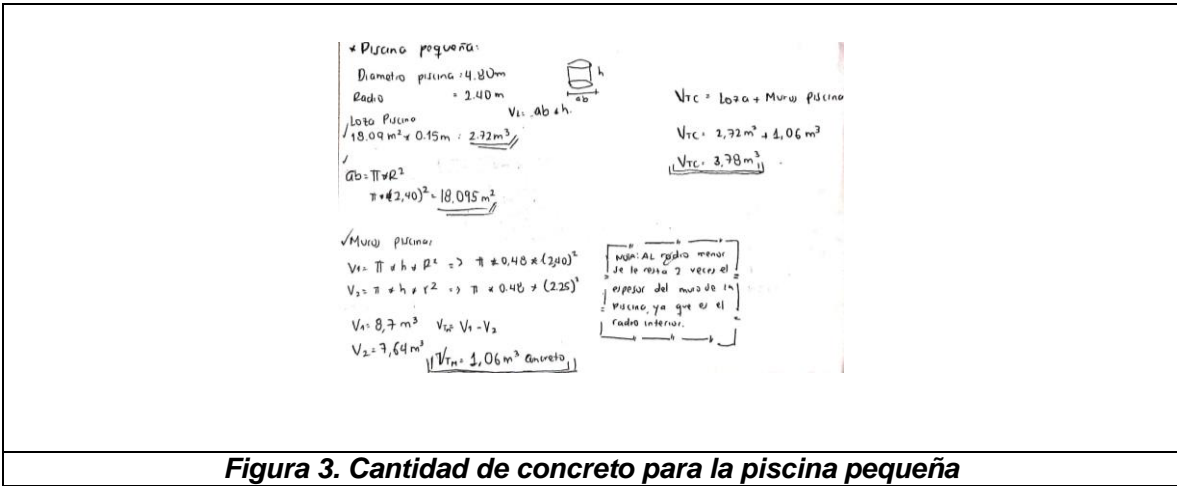 * Piscina pequeña:
Diametro piscina : 4.80m
Radio = 2.40 m
h
ab
VL = ab * h.
Loza Piscina
✓ 18.09 m² * 0.15m = 2.72m³
✓
ab = π * R²
π * (2,40)² = 18,095 m²
✓ Muros piscina:
V1 = π * h * R² => π * 0,48 * (2,40)²
V2 = π * h * r² => π * 0.48 * (2.25)²
V1 = 8,7 m³ VTM = V1 - V2
V2 = 7,64 m³
VTM = 1,06 m³ Concreto
VTC = Loza + Muros Piscina
VTC = 2,72 m³ + 1,06 m³
VTC = 3,78 m³
Nota: AL radio menor
se le resta 2 veces el
espesor del muro de la
piscina, ya que es el
radio interior.
Figura 3. Cantidad de concreto para la piscina pequeña